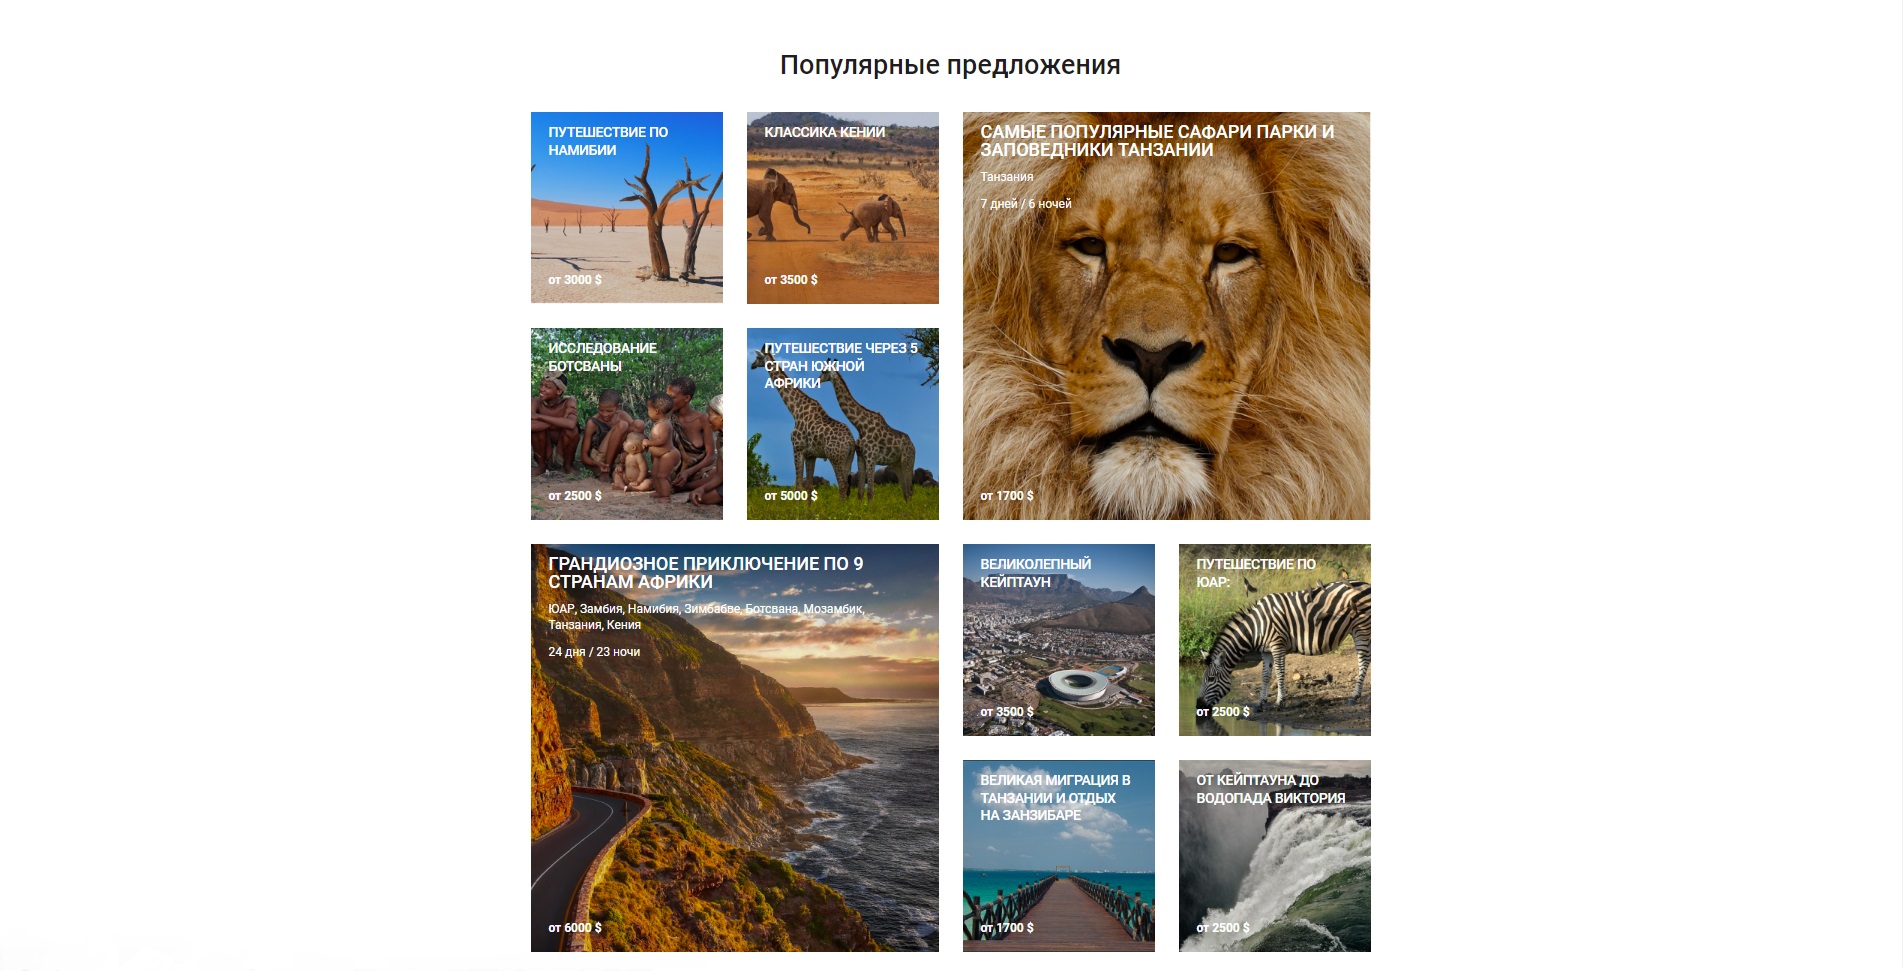 Популярные предложения
ПУТЕШЕСТВИЕ ПО
НАМИБИИ
от 3000 $
КЛАССИКА КЕНИИ
от 3500 $
САМЫЕ ПОПУЛЯРНЫЕ САФАРИ ПАРКИ И
ЗАПОВЕДНИКИ ТАНЗАНИИ
Танзания
7 дней / 6 ночей
от 1700 $
ИССЛЕДОВАНИЕ
БОТСВАНЫ
от 2500 $
ПУТЕШЕСТВИЕ ЧЕРЕЗ 5
СТРАН ЮЖНОЙ
АФРИКИ
от 5000 $
ГРАНДИОЗНОЕ ПРИКЛЮЧЕНИЕ ПО 9
СТРАНАМ АФРИКИ
ЮАР, Замбия, Намибия, Зимбабве, Ботсвана, Мозамбик,
Танзания, Кения
24 дня / 23 ночи
от 6000 $
ВЕЛИКОЛЕПНЫЙ
КЕЙПТАУН
от 3500 $
ПУТЕШЕСТВИЕ ПО
ЮАР:
от 2500 $
ВЕЛИКАЯ МИГРАЦИЯ В
ТАНЗАНИИ И ОТДЫХ
НА ЗАНЗИБАРЕ
от 1700 $
ОТ КЕЙПТАУНА ДО
ВОДОПАДА ВИКТОРИЯ
от 2500 $